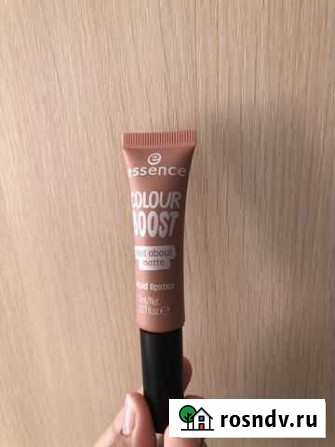 essence
COLOUR
BOOST
mad about
matte
liquid lipstick
rosndv.ru